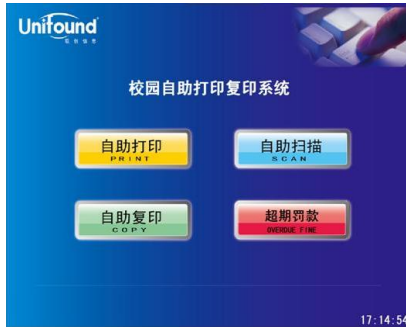 Unifound
校园自助打印复印系统
自助打印
PRINT
自助扫描
SCAN
自助复印
COPY
超期罚款
OVERDUE FINE
17:14:54